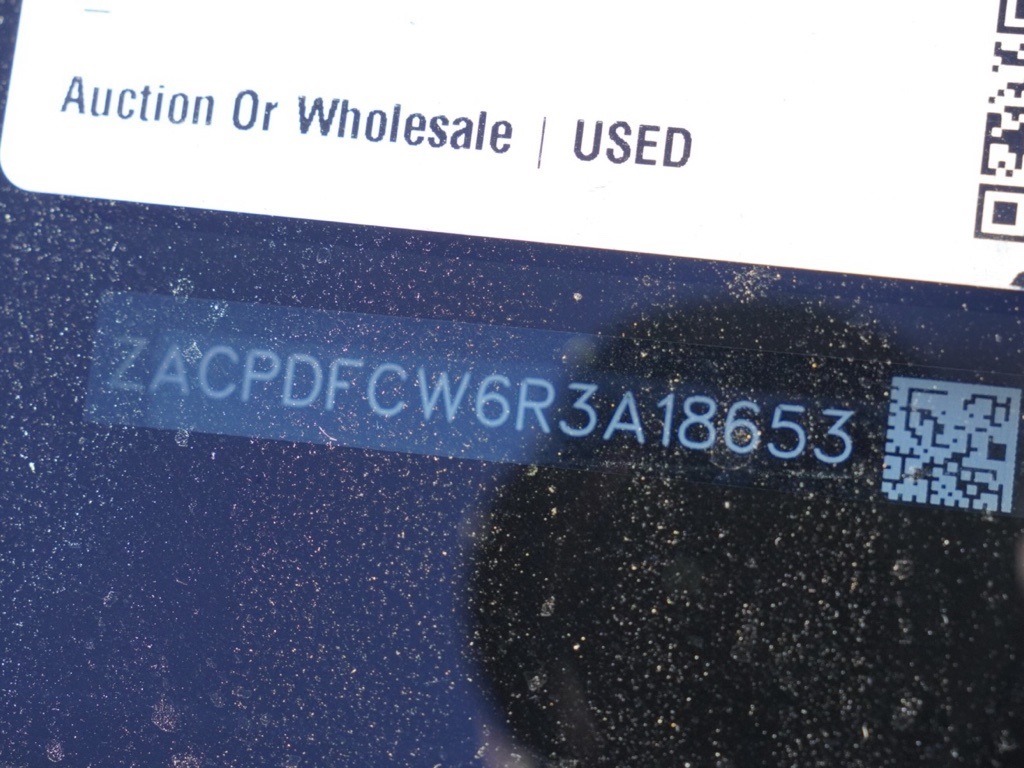 Auction Or Wholesale | USED
ZACPDFCW6R3A18653